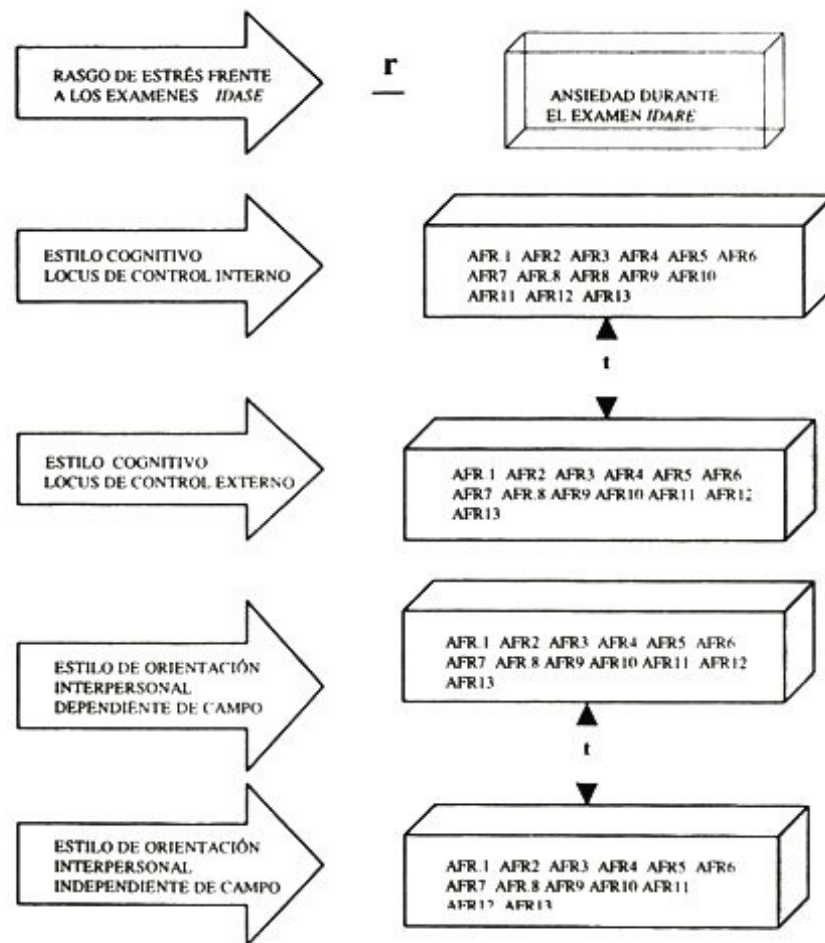 RASGO DE ESTRÉS FRENTE
A LOS EXAMENES IDASE
r
ANSIEDAD DURANTE
EL EXAMEN IDARE
ESTILO COGNITIVO
LOCUS DE CONTROL INTERNO
AFR.1 AFR2 AFR3 AFR4 AFR5 AFR6
AFR7 AFR.8 AFR8 AFR9 AFR10
AFR11 AFR12 AFR13
t
ESTILO COGNITIVO
LOCUS DE CONTROL EXTERNO
AFR.1 AFR2 AFR3 AFR4 AFR5 AFR6
AFR7 AFR.8 AFR9 AFR10 AFR11 AFR12
AFR13
ESTILO DE ORIENTACIÓN
INTERPERSONAL
DEPENDIENTE DE CAMPO
AFR.1 AFR2 AFR3 AFR4 AFR5 AFR6
AFR7 AFR.8 AFR9 AFR10 AFR11 AFR12
AFR13
t
ESTILO DE ORIENTACIÓN
INTERPERSONAL
INDEPENDIENTE DE CAMPO
AFR.1 AFR2 AFR3 AFR4 AFR5 AFR6
AFR7 AFR.8 AFR9 AFR10 AFR11
AFR12 AFR13